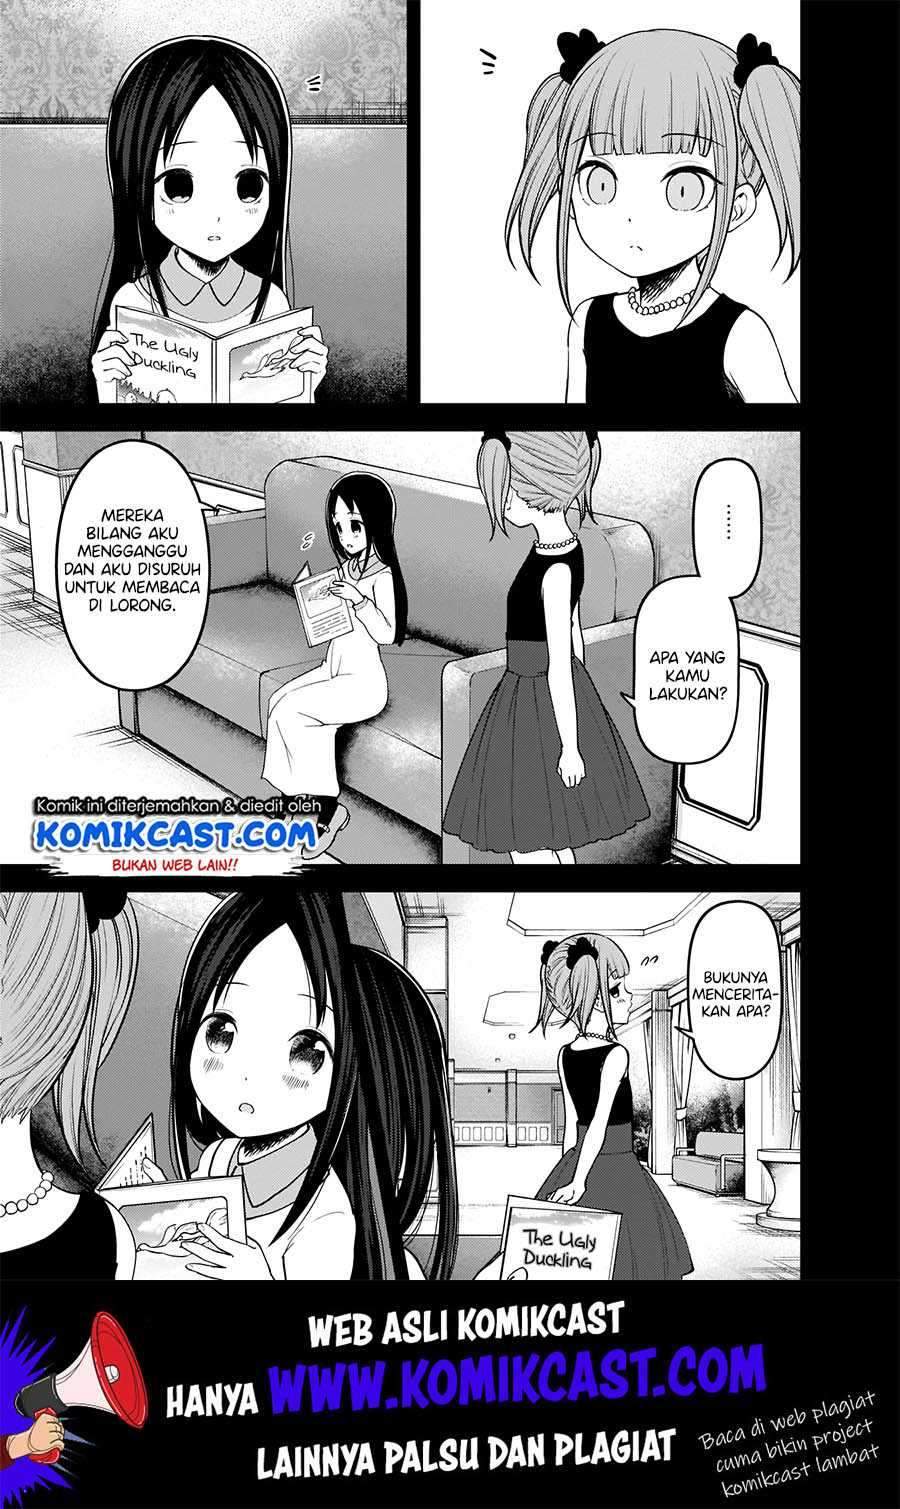 The Ugly
Duckling
......
APA YANG
KAMU
LAKUKAN?
MEREKA
BILANG AKU
MENGGANGGU
DAN AKU DISURUH
UNTUK MEMBACA
DI LORONG.
Komik ini diterjemahkan & diedit oleh
KOMIKCAST.COM
BUKAN WEB LAIN!!
BUKUNYA
MENCERITA-
KAN APA?
The Ugly
Duckling
WEB ASLI KOMIKCAST
HANYA WWW.KOMIKCAST.COM
LAINNYA PALSU DAN PLAGIAT
Baca di web plagiat
cuma bikin project
komikcast lambat